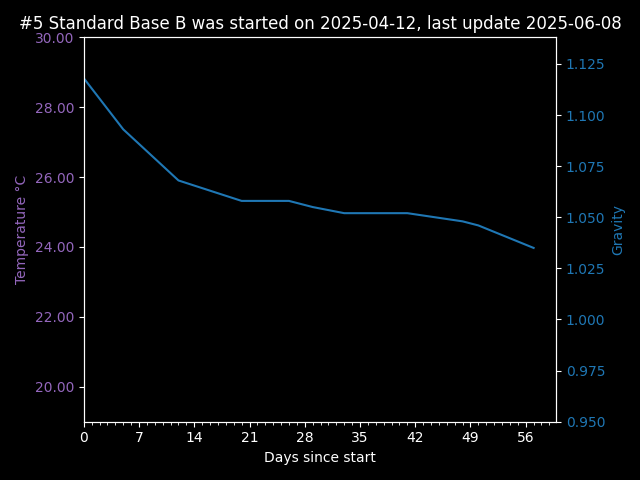 #5 Standard Base B was started on 2025-04-12, last update 2025-06-08
30.00
28.00
26.00
24.00
22.00
20.00
Temperature °C
1.125
1.100
1.075
1.050
1.025
1.000
0.975
0.950
Gravity
0 7 14 21 28 35 42 49 56
Days since start